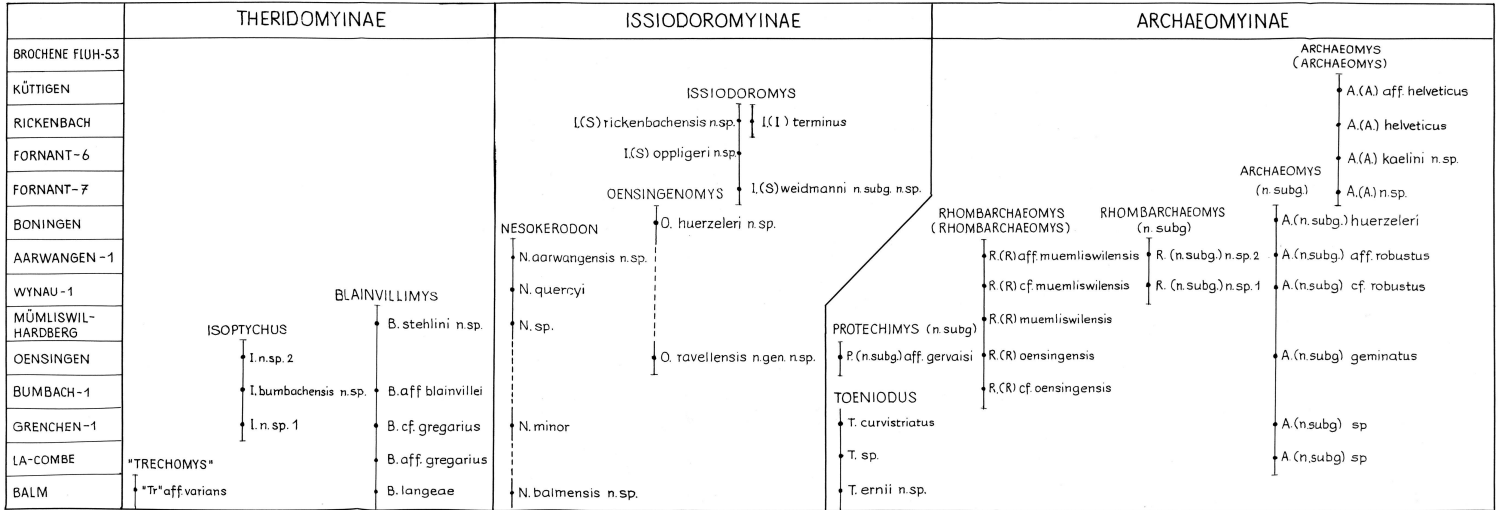 THERIDOMYINAE ISSIODOROMYINAE ARCHAEOMYINAE
BROCHENE FLUH-53
ARCHAEOMYS
(ARCHAEOMYS)
KÜTTIGEN ISSIODOROMYS A.(A.) aff. helveticus
RICKENBACH I.(S) rickenbachensis n.sp. I.(I) terminus A.(A.) helveticus
FORNANT-6 I.(S) oppligeri n.sp. A.(A.) kaelini n.sp.
ARCHAEOMYS
(n. subg.)
FORNANT-7 OENSINGENOMYS I.(S) weidmanni n.subg. n.sp. A.(A.) n.sp.
RHOMBARCHAEOMYS
(RHOMBARCHAEOMYS)
RHOMBARCHAEOMYS
(n. subg)
BONINGEN NESOKERODON O. huerzeleri n.sp. A.(n.subg.) huerzeleri
AARWANGEN-1 N. aarwangensis n.sp. R.(R) aff. muemliswilensis R. (n.subg.) n.sp. 2 A.(n.subg.) aff. robustus
WYNAU-1 BLAINVILLIMYS N. quercyi R.(R) cf. muemliswilensis R. (n.subg.) n.sp. 1 A.(n.subg) cf. robustus
MÜMLISWIL-
HARDBERG ISOPTYCHUS B. stehlini n.sp. N. sp. PROTECHIMYS (n. subg) R.(R) muemliswilensis
OENSINGEN I. n. sp. 2 O. ravellensis n.gen. n.sp. P. (n.subg.) aff. gervaisi R.(R) oensingensis A.(n.subg) geminatus
BUMBACH-1 I. bumbachensis n.sp. B. aff blainvillei TOENIODUS R.(R) cf. oensingensis
GRENCHEN-1 I. n. sp. 1 B. cf. gregarius N. minor T. curvistriatus A.(n.subg) sp
LA-COMBE "TRECHOMYS" B. aff. gregarius T. sp. A.(n.subg) sp
BALM "Tr" aff. varians B. langeae N. balmensis n.sp. T. ernii n.sp.